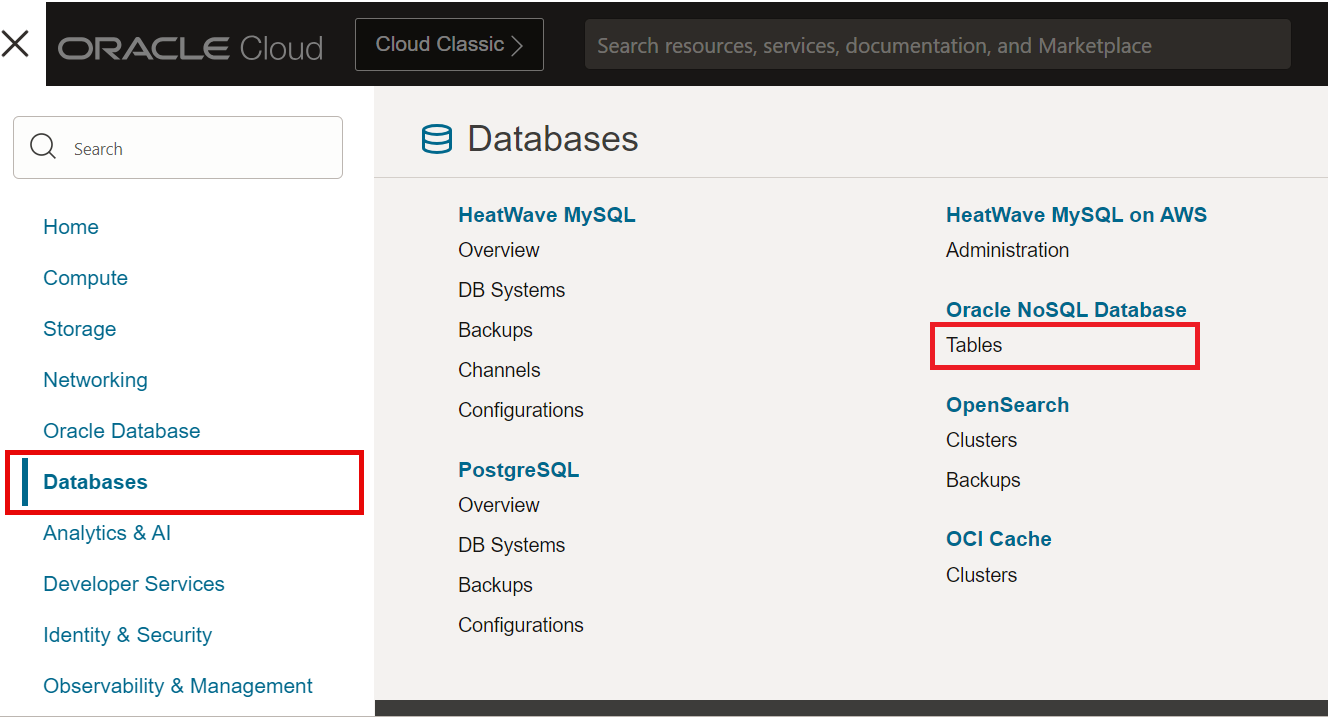 ORACLE Cloud
Cloud Classic
Search resources, services, documentation, and Marketplace
Search
Home
Compute
Storage
Networking
Oracle Database
Databases
Analytics & AI
Developer Services
Identity & Security
Observability & Management
Databases
HeatWave MySQL
Overview
DB Systems
Backups
Channels
Configurations
PostgreSQL
Overview
DB Systems
Backups
Configurations
HeatWave MySQL on AWS
Administration
Oracle NoSQL Database
Tables
OpenSearch
Clusters
Backups
OCI Cache
Clusters